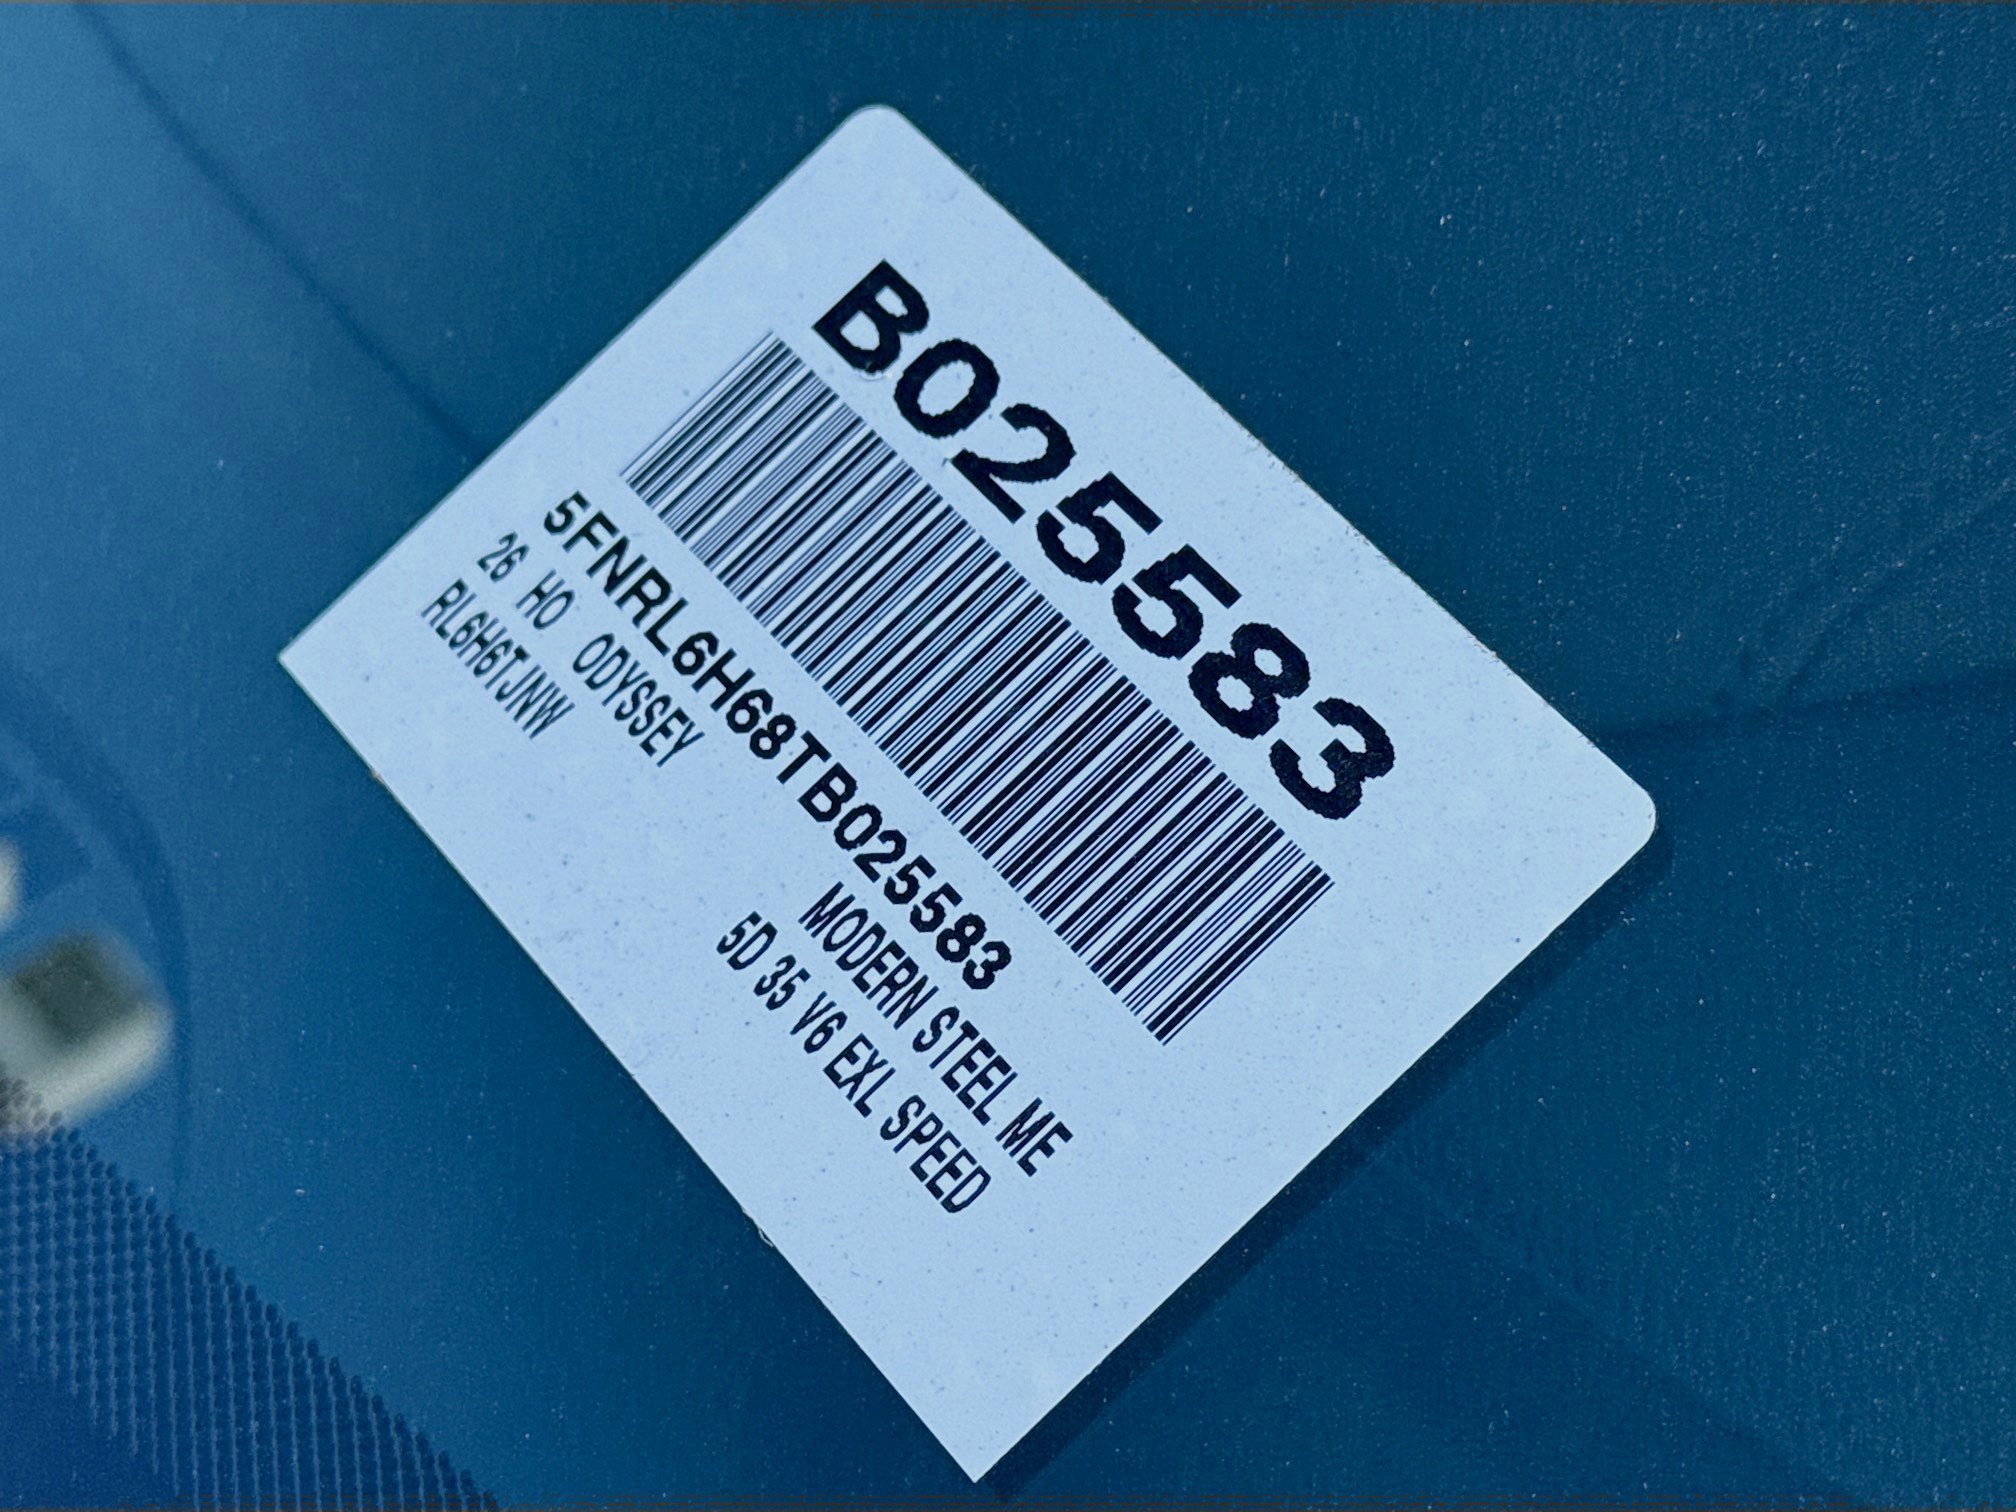 B025583
5FNRL6H68TB025583
26 HO ODYSSEY MODERN STEEL ME
RL6H6TJNW 5D 35 V6 EXL SPEED